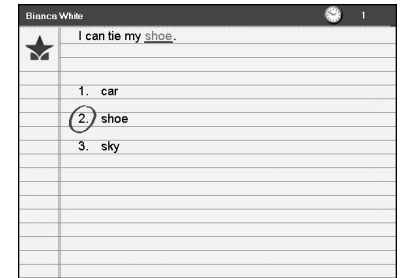 Bianca White 1
I can tie my shoe.
1. car
2. shoe
3. sky